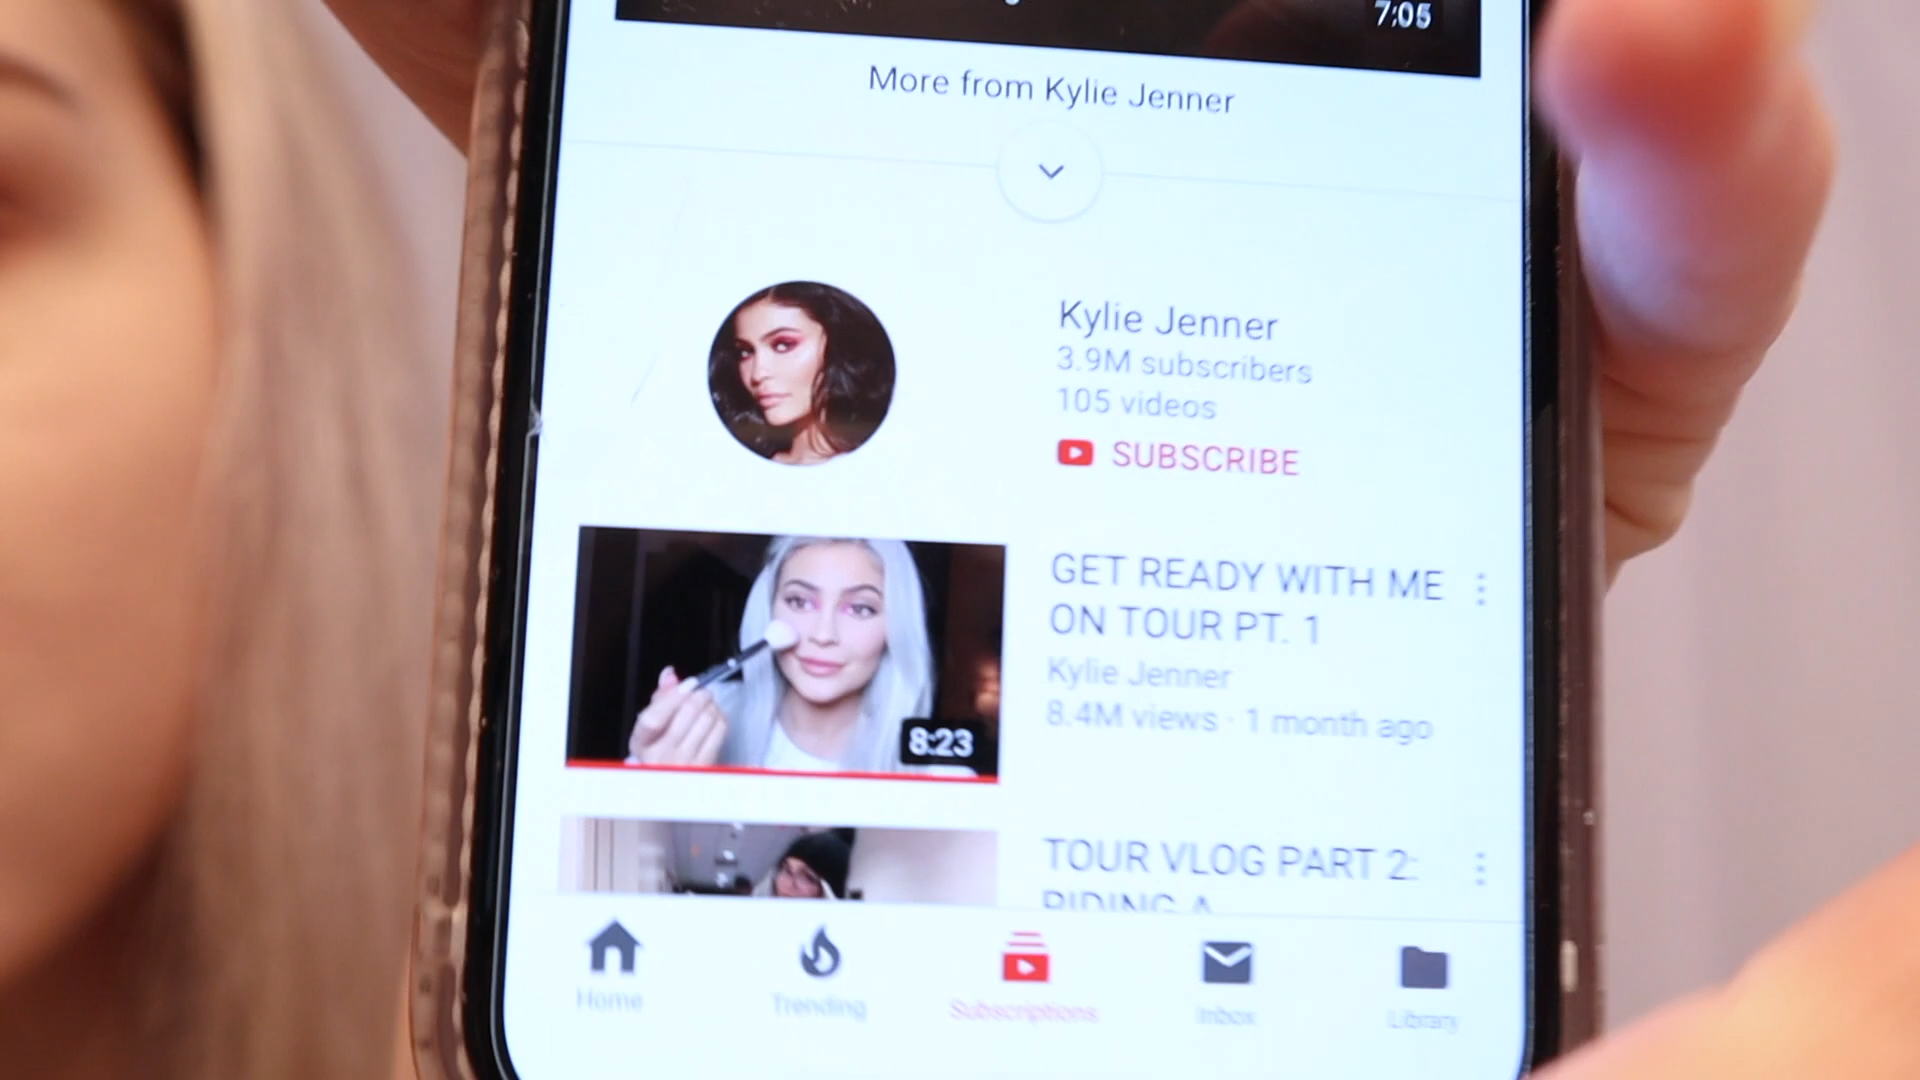 7:05
More from Kylie Jenner
Kylie Jenner
3.9M subscribers
105 videos
SUBSCRIBE
GET READY WITH ME
ON TOUR PT. 1
Kylie Jenner
8.4M views · 1 month ago
8:23
TOUR VLOG PART 2:
RIDING A
Home
Trending
Subscriptions
Inbox
Library